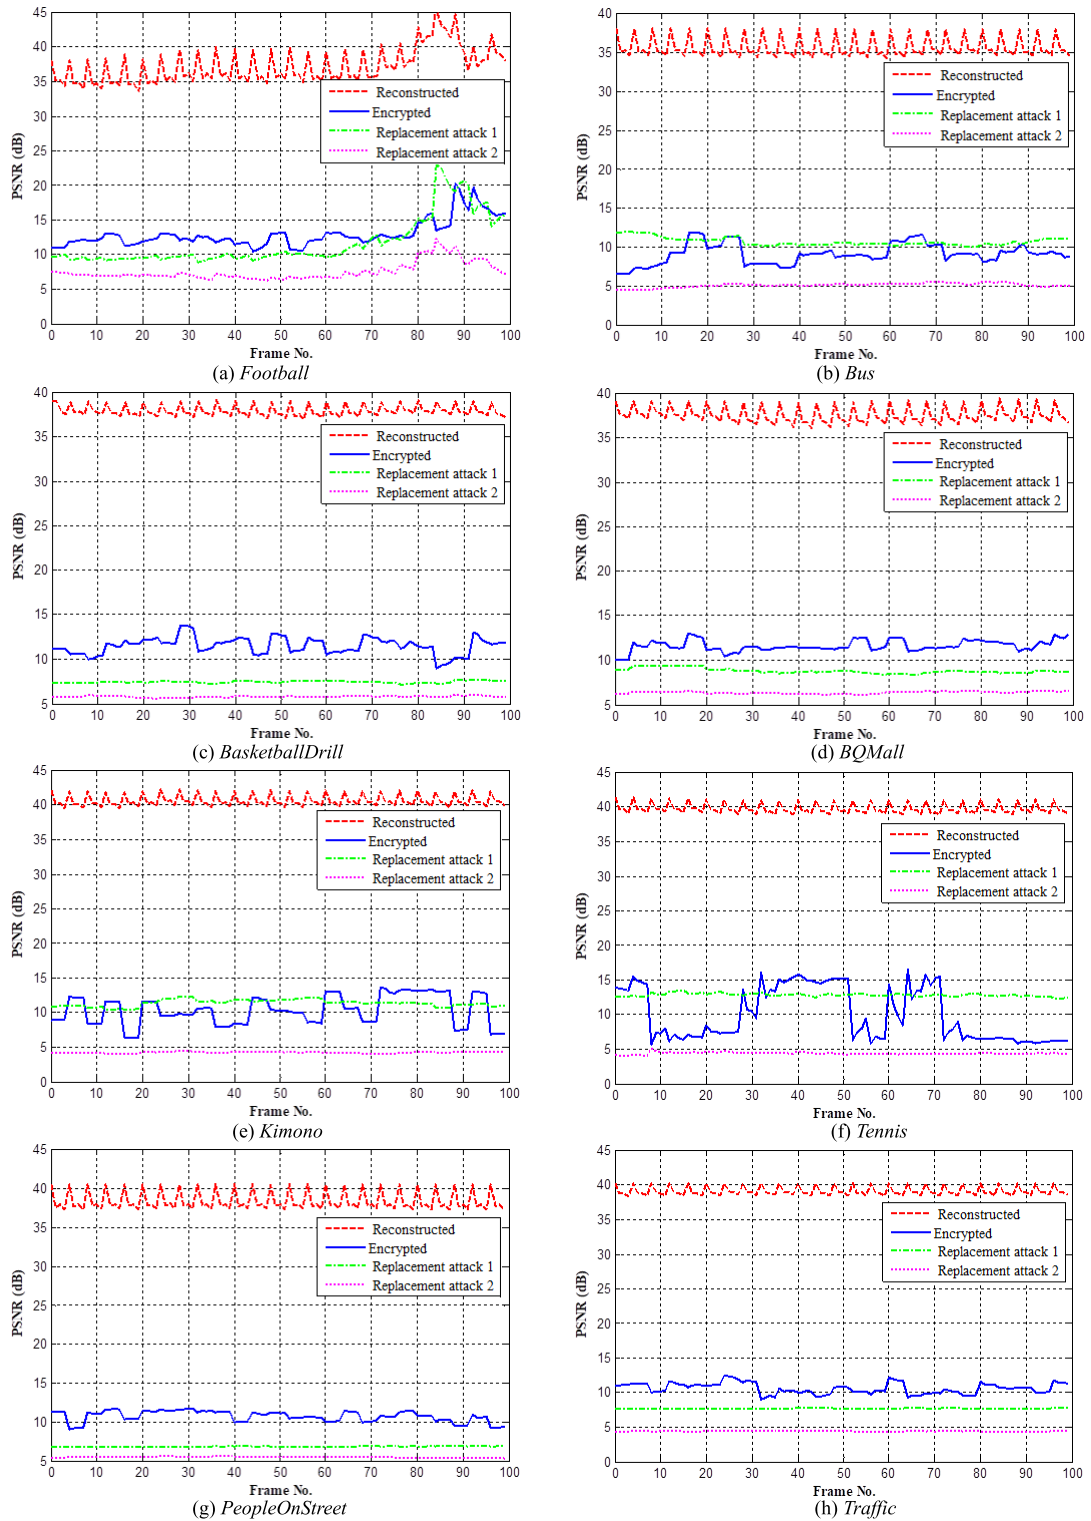 45
40
35
30
25
20
15
10
5
0
PSNR (dB)
Reconstructed
Encrypted
Replacement attack 1
Replacement attack 2
0 10 20 30 40 50 60 70 80 90 100
Frame No.
(a) Football
40
35
30
25
20
15
10
5
0
PSNR (dB)
Reconstructed
Encrypted
Replacement attack 1
Replacement attack 2
0 10 20 30 40 50 60 70 80 90 100
Frame No.
(b) Bus
40
35
30
25
20
15
10
5
PSNR (dB)
Reconstructed
Encrypted
Replacement attack 1
Replacement attack 2
0 10 20 30 40 50 60 70 80 90 100
Frame No.
(c) BasketballDrill
40
35
30
25
20
15
10
5
PSNR (dB)
Reconstructed
Encrypted
Replacement attack 1
Replacement attack 2
0 10 20 30 40 50 60 70 80 90 100
Frame No.
(d) BQMall
45
40
35
30
25
20
15
10
5
0
PSNR (dB)
Reconstructed
Encrypted
Replacement attack 1
Replacement attack 2
0 10 20 30 40 50 60 70 80 90 100
Frame No.
(e) Kimono
45
40
35
30
25
20
15
10
5
0
PSNR (dB)
Reconstructed
Encrypted
Replacement attack 1
Replacement attack 2
0 10 20 30 40 50 60 70 80 90 100
Frame No.
(f) Tennis
45
40
35
30
25
20
15
10
5
PSNR (dB)
Reconstructed
Encrypted
Replacement attack 1
Replacement attack 2
0 10 20 30 40 50 60 70 80 90 100
Frame No.
(g) PeopleOnStreet
45
40
35
30
25
20
15
10
5
0
PSNR (dB)
Reconstructed
Encrypted
Replacement attack 1
Replacement attack 2
0 10 20 30 40 50 60 70 80 90 100
Frame No.
(h) Traffic